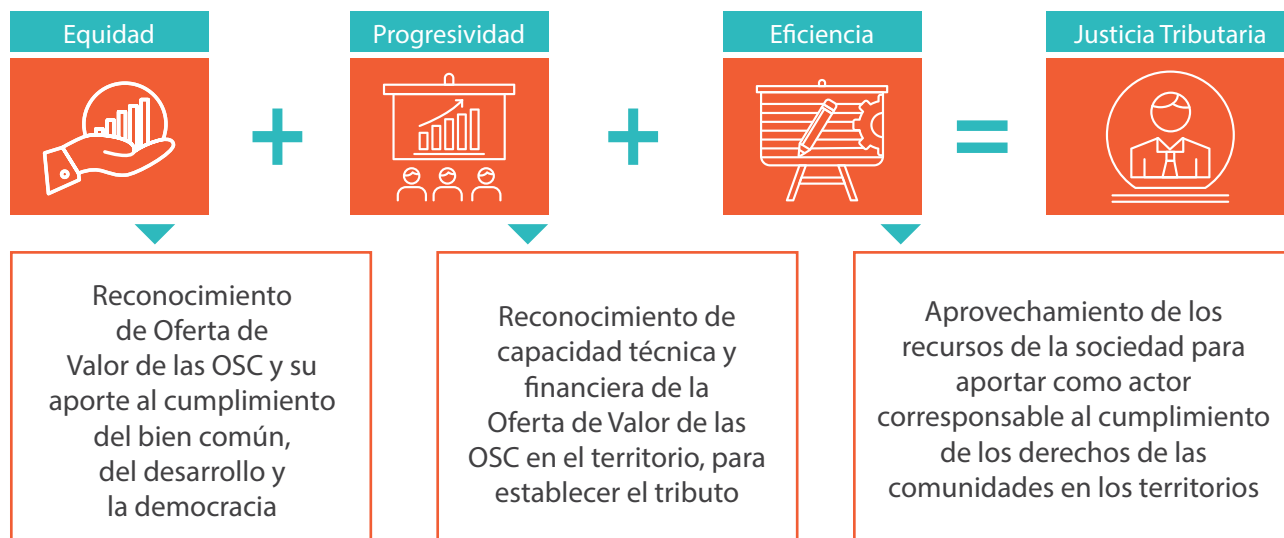 Equidad
Progresividad
Eficiencia
Justicia Tributaria
Reconocimiento
de Oferta de
Valor de las OSC y su
aporte al cumplimiento
del bien común,
del desarrollo y
la democracia
Reconocimiento de
capacidad técnica y
financiera de la
Oferta de Valor de las
OSC en el territorio, para
establecer el tributo
Aprovechamiento de los
recursos de la sociedad para
aportar como actor
corresponsable al cumplimiento
de los derechos de las
comunidades en los territorios